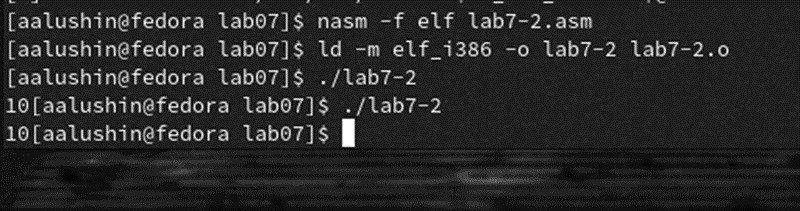 [aalushin@fedora lab07]$ nasm -f elf lab7-2.asm
[aalushin@fedora lab07]$ ld -m elf_i386 -o lab7-2 lab7-2.o
[aalushin@fedora lab07]$ ./lab7-2
10[aalushin@fedora lab07]$ ./lab7-2
10[aalushin@fedora lab07]$